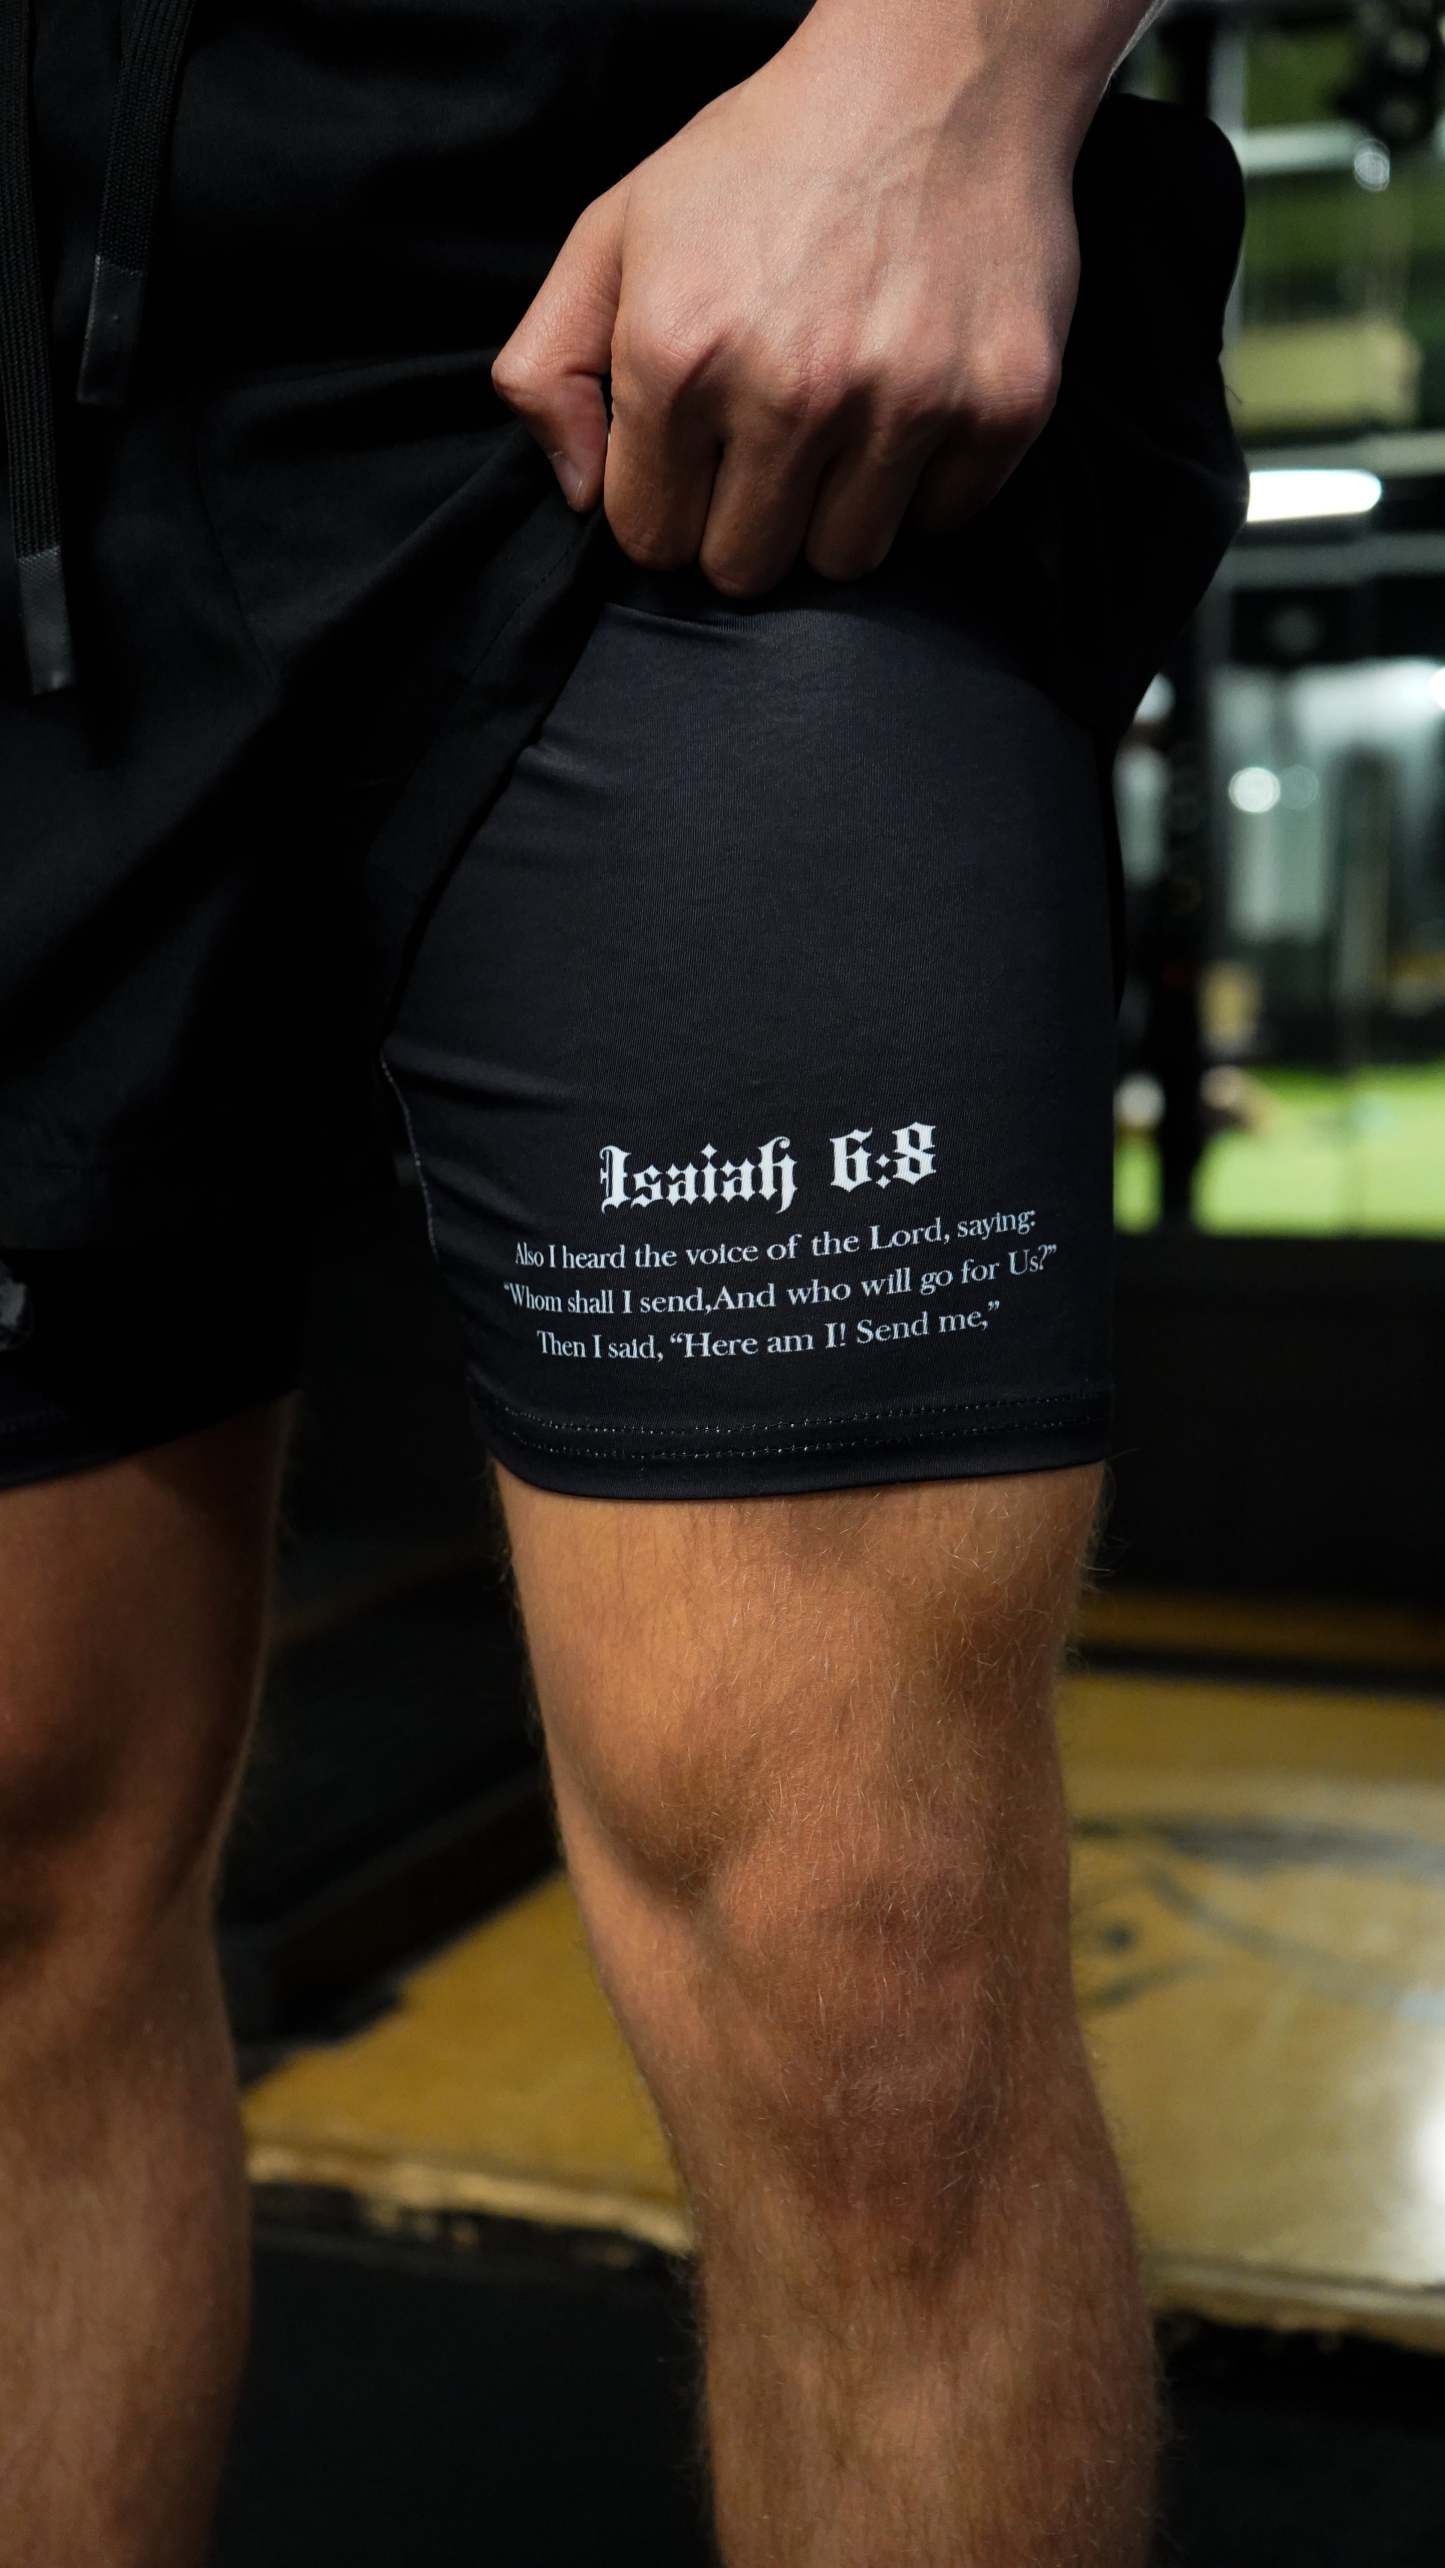 Isaiah 6:8
Also I heard the voice of the Lord, saying:
“Whom shall I send,And who will go for Us?”
Then I said, “Here am I! Send me,”